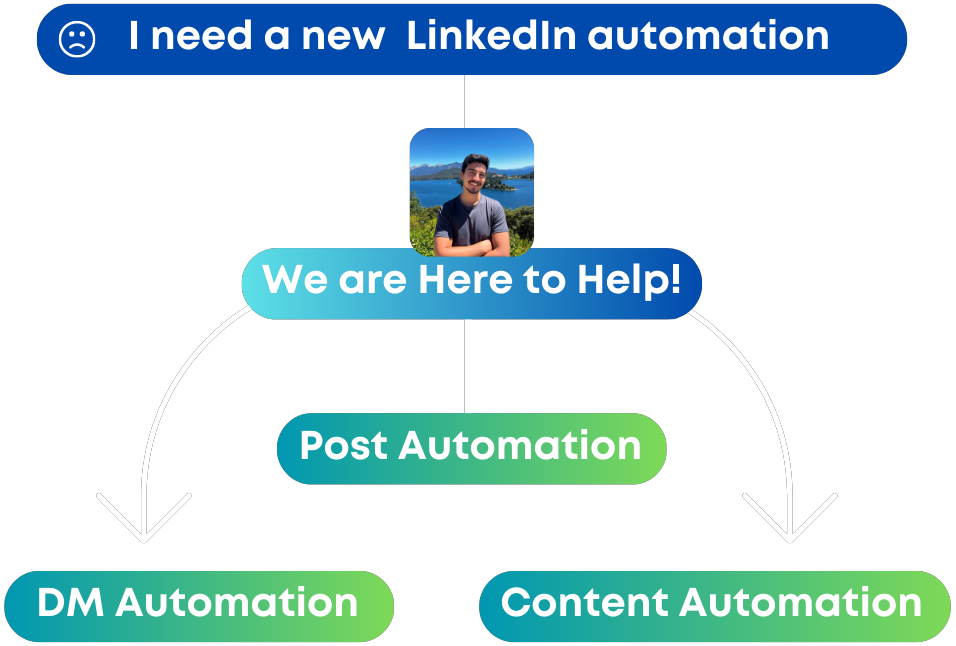 I need a new LinkedIn automation
We are Here to Help!
Post Automation
DM Automation
Content Automation